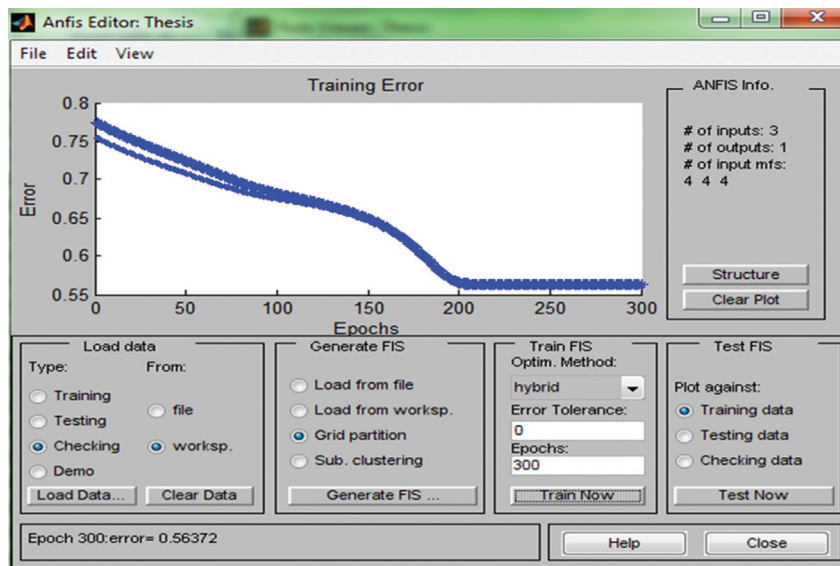 Anfis Editor: Thesis
File Edit View
Training Error
0.8
0.75
0.7
0.65
0.6
0.55
Error
0 50 100 150 200 250 300
Epochs
ANFIS Info.
# of inputs: 3
# of outputs: 1
# of input mfs:
4 4 4
Structure
Clear Plot
Load data
Type: From:
Training
Testing
Checking
Demo
file
worksp.
Load Data...
Clear Data
Generate FIS
Load from file
Load from worksp.
Grid partition
Sub. clustering
Generate FIS ...
Train FIS
Optim. Method:
hybrid
Error Tolerance:
0
Epochs:
300
Train Now
Test FIS
Plot against:
Training data
Testing data
Checking data
Test Now
Epoch 300:error= 0.56372
Help
Close